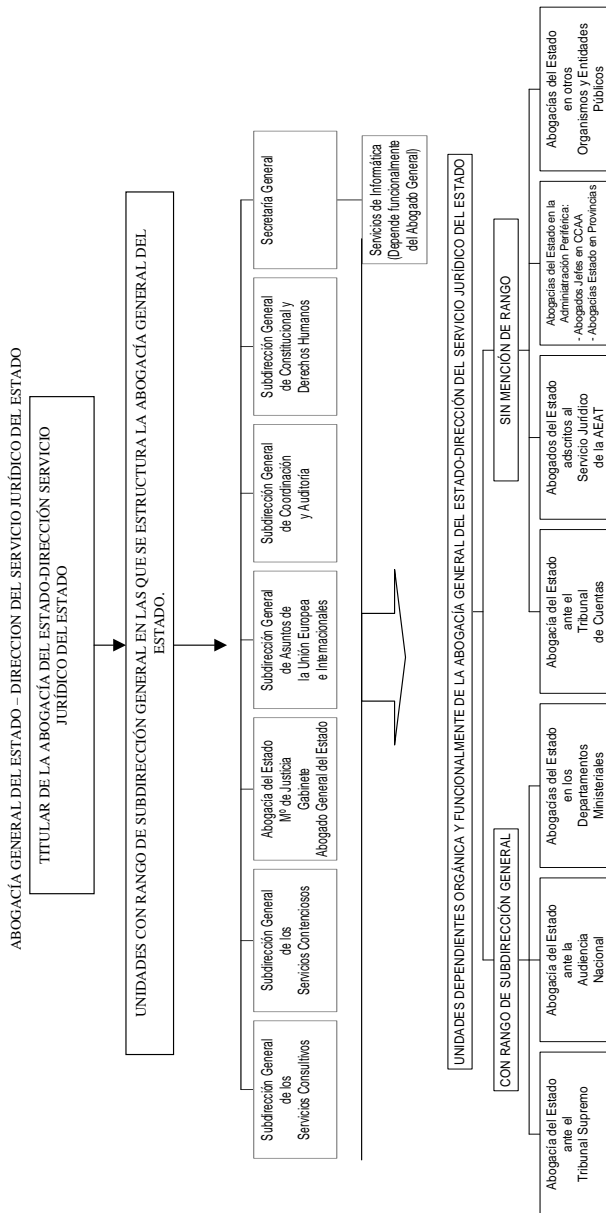 ABOGACÍA GENERAL DEL ESTADO – DIRECCION DEL SERVICIO JURÍDICO DEL ESTADO
TITULAR DE LA ABOGACÍA DEL ESTADO-DIRECCIÓN SERVICIO
JURÍDICO DEL ESTADO
UNIDADES CON RANGO DE SUBDIRECCIÓN GENERAL EN LAS QUE SE ESTRUCTURA LA ABOGACÍA GENERAL DEL
ESTADO.
Subdirección General
de los
Servicios Consultivos
Subdirección General
de los
Servicios Contenciosos
Abogacía del Estado
Mº de Justicia
Gabinete
Abogado General del Estado
Subdirección General
de Asuntos de
la Unión Europea
e Internacionales
Subdirección General
de Coordinación
y Auditoría
Subdirección General
de Constitucional y
Derechos Humanos
Secretaría General
Servicios de Informática
(Depende funcionalmente
del Abogado General)
UNIDADES DEPENDIENTES ORGÁNICA Y FUNCIONALMENTE DE LA ABOGACÍA GENERAL DEL ESTADO-DIRECCIÓN DEL SERVICIO JURÍDICO DEL ESTADO
CON RANGO DE SUBDIRECCIÓN GENERAL
SIN MENCIÓN DE RANGO
Abogacía del Estado
ante el
Tribunal Supremo
Abogacía del Estado
ante la
Audiencia
Nacional
Abogacías del Estado
en los
Departamentos
Ministeriales
Abogacía del Estado
ante el
Tribunal
de Cuentas
Abogados del Estado
adscritos al
Servicio Jurídico
de la AEAT
Abogacías del Estado en la
Adminiatración Periférica:
- Abogados Jefes en CCAA
- Abogacías Estado en Provincias
Abogacías del Estado
en otros
Organismos y Entidades
Públicos